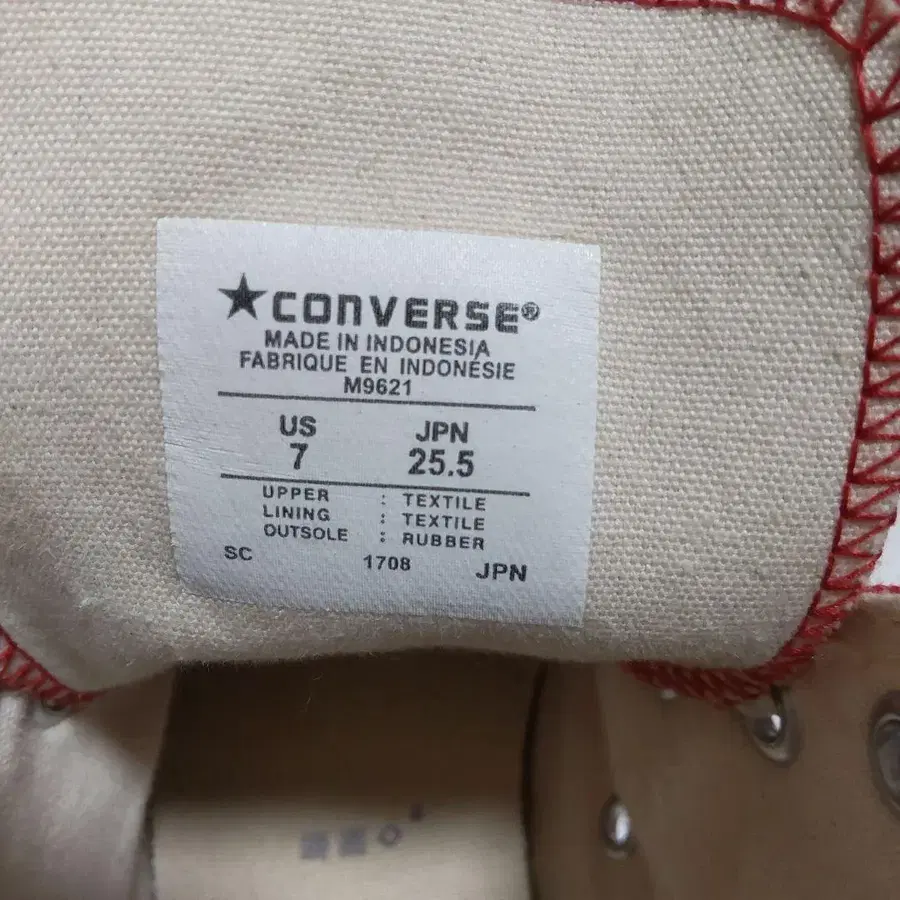 ★CONVERSE®
MADE IN INDONESIA
FABRIQUE EN INDONÉSIE
M9621
US JPN
7 25.5
UPPER : TEXTILE
LINING : TEXTILE
OUTSOLE : RUBBER
SC 1708 JPN